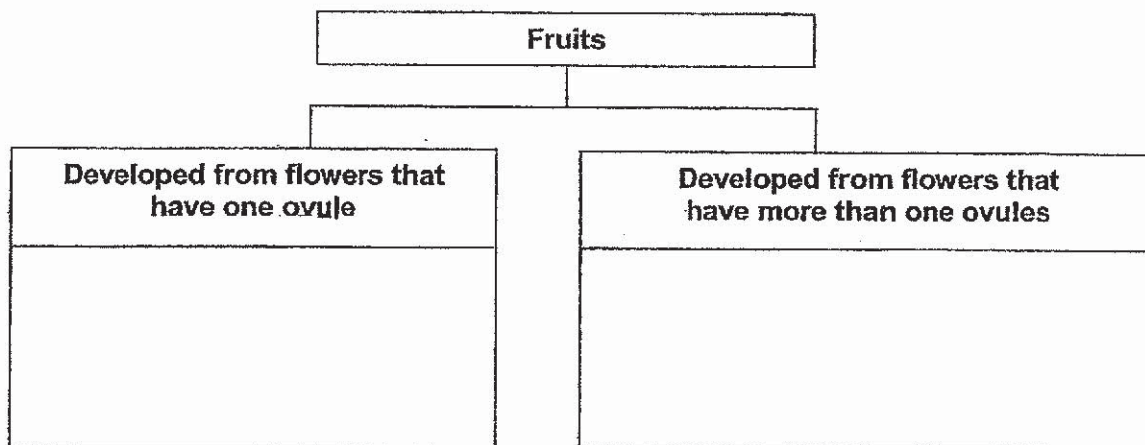 Fruits
Developed from flowers that
have one ovule
Developed from flowers that
have more than one ovules